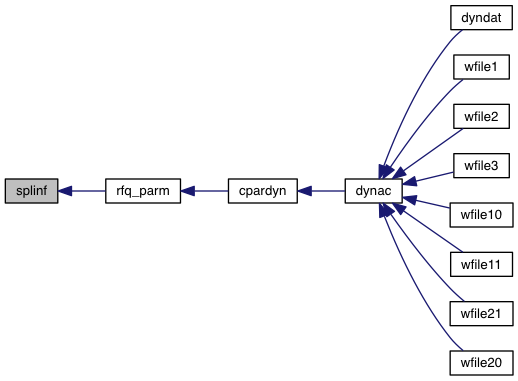 splinf
rfq_parm
cpardyn
dynac
dyndat
wfile1
wfile2
wfile3
wfile10
wfile11
wfile21
wfile20